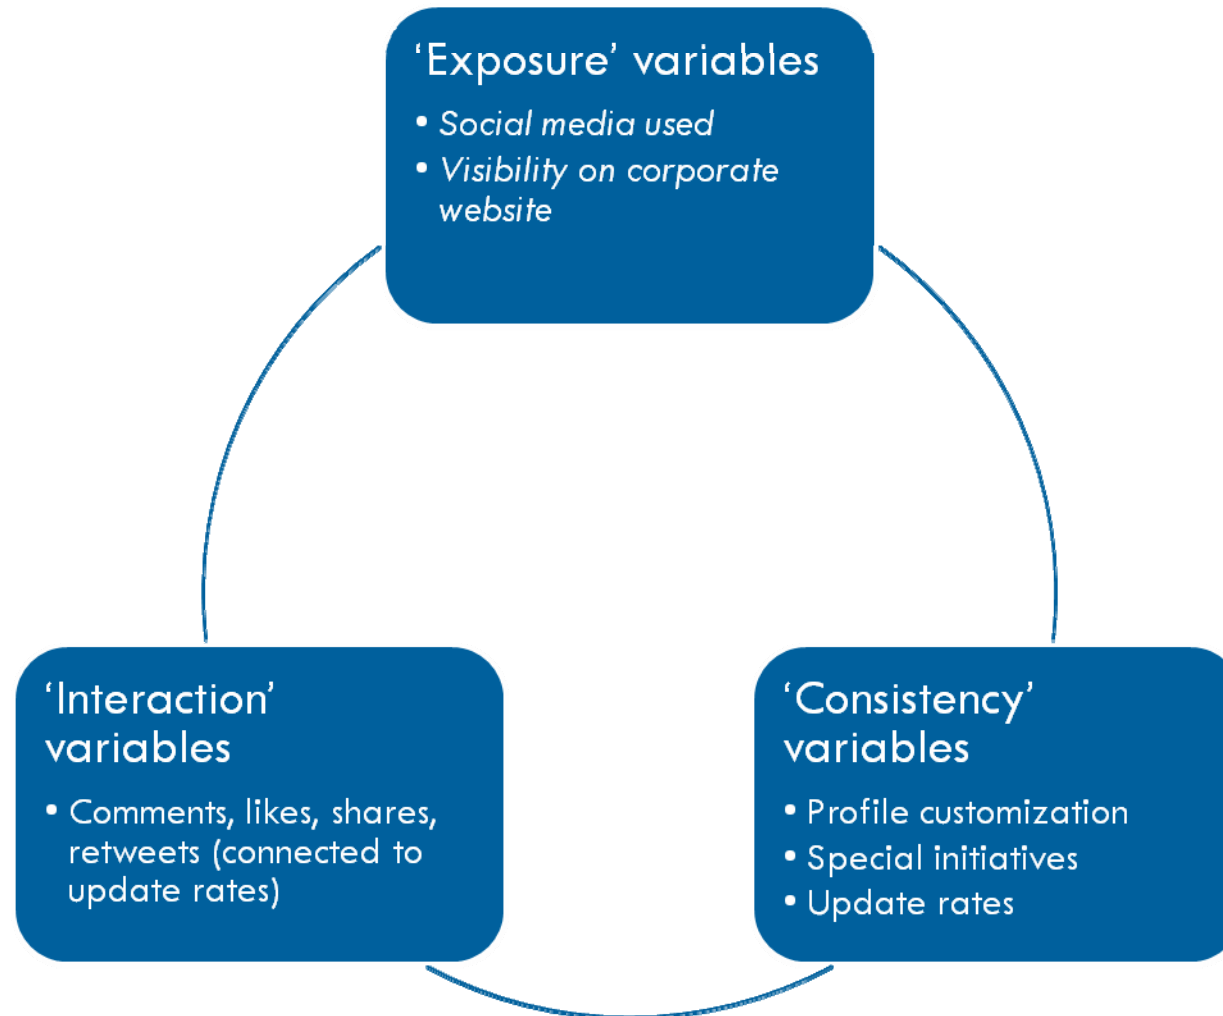 ‘Exposure’ variables
• Social media used
• Visibility on corporate
website
‘Interaction’
variables
• Comments, likes, shares,
retweets (connected to
update rates)
‘Consistency’
variables
• Profile customization
• Special initiatives
• Update rates